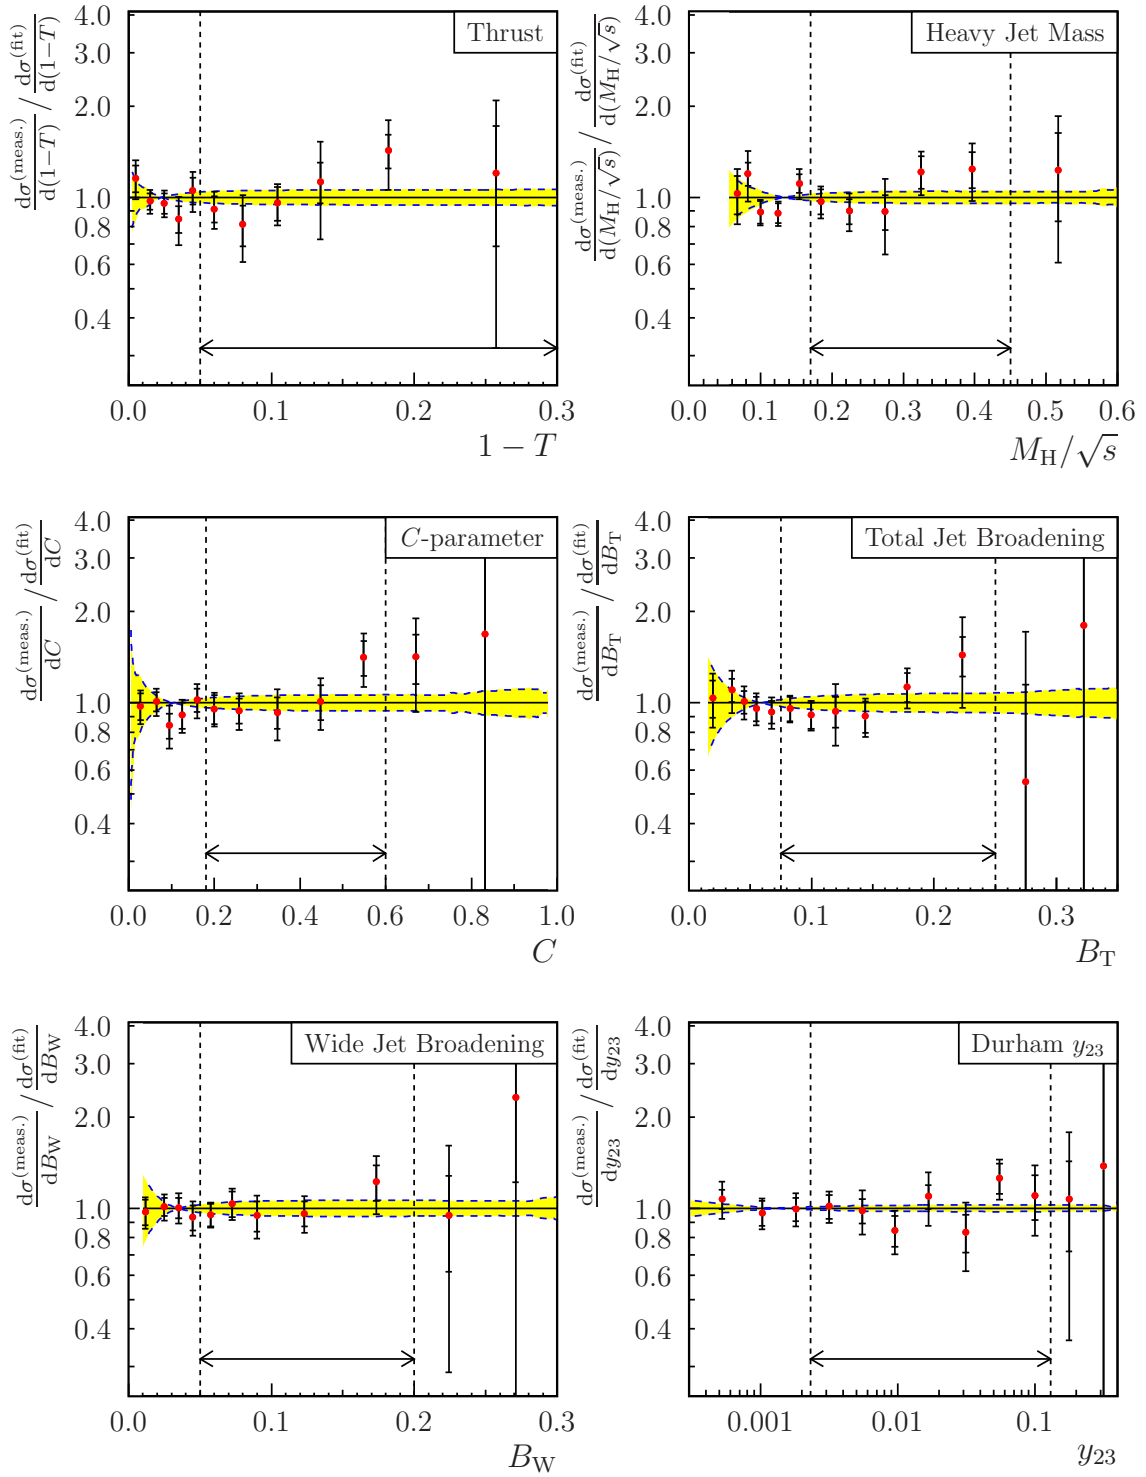 Thrust
dσ^(meas.)/d(1−T) / dσ^(fit)/d(1−T)
4.0
3.0
2.0
1.0
0.8
0.6
0.4
0.0 0.1 0.2 0.3
1 − T
Heavy Jet Mass
dσ^(meas.)/d(M_H/√s) / dσ^(fit)/d(M_H/√s)
4.0
3.0
2.0
1.0
0.8
0.6
0.4
0.0 0.1 0.2 0.3 0.4 0.5 0.6
M_H/√s
C-parameter
dσ^(meas.)/dC / dσ^(fit)/dC
4.0
3.0
2.0
1.0
0.8
0.6
0.4
0.0 0.2 0.4 0.6 0.8 1.0
C
Total Jet Broadening
dσ^(meas.)/dB_T / dσ^(fit)/dB_T
4.0
3.0
2.0
1.0
0.8
0.6
0.4
0.0 0.1 0.2 0.3
B_T
Wide Jet Broadening
dσ^(meas.)/dB_W / dσ^(fit)/dB_W
4.0
3.0
2.0
1.0
0.8
0.6
0.4
0.0 0.1 0.2 0.3
B_W
Durham y_23
dσ^(meas.)/dy_23 / dσ^(fit)/dy_23
4.0
3.0
2.0
1.0
0.8
0.6
0.4
0.001 0.01 0.1
y_23